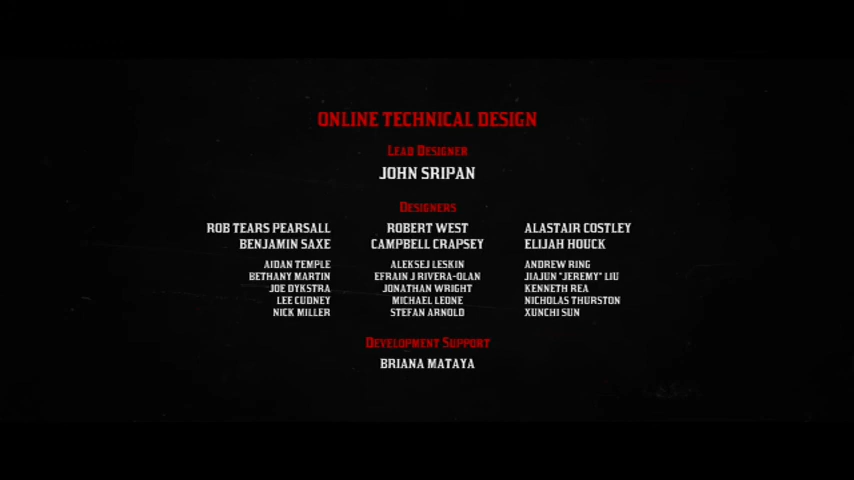 ONLINE TECHNICAL DESIGN
LEAD DESIGNER
JOHN SRIPAN
DESIGNERS
ROB TEARS PEARSALL ROBERT WEST ALASTAIR COSTLEY
BENJAMIN SAXE CAMPBELL CRAPSEY ELIJAH HOUCK
AIDAN TEMPLE ALEKSEJ LESKIN ANDREW RING
BETHANY MARTIN EFRAIN J RIVERA-OLAN JIAJUN "JEREMY" LIU
JOE DYKSTRA JONATHAN WRIGHT KENNETH REA
LEE CUDNEY MICHAEL LEONE NICHOLAS THURSTON
NICK MILLER STEFAN ARNOLD XUNCHI SUN
DEVELOPMENT SUPPORT
BRIANA MATAYA